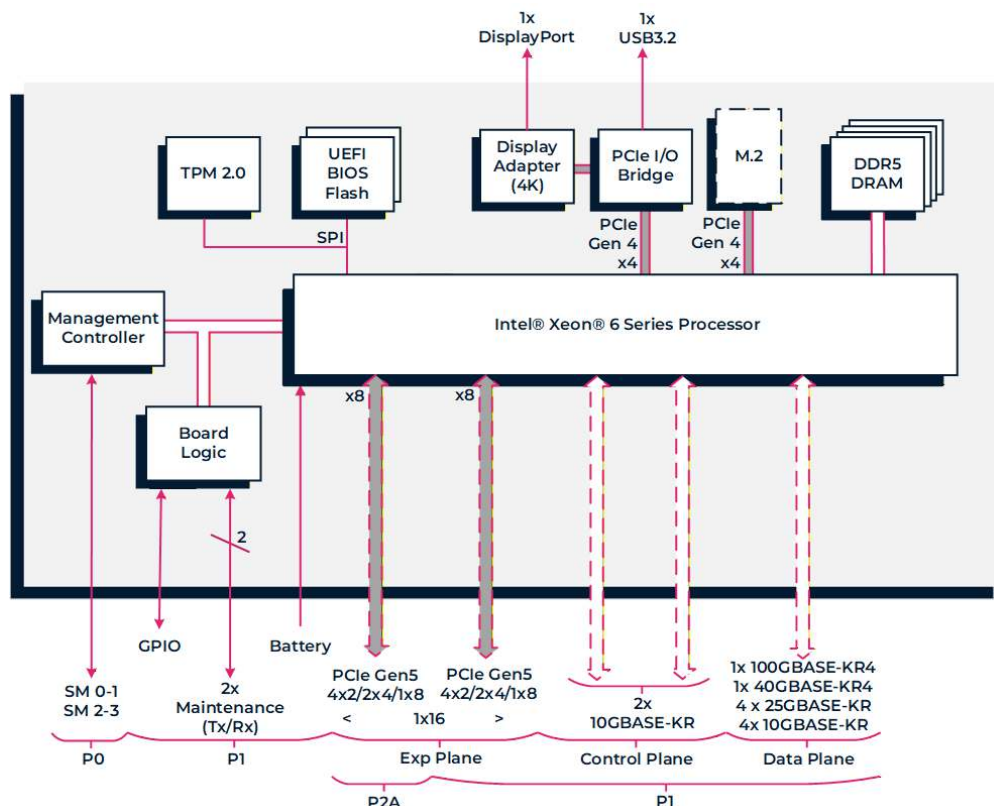 1x
DisplayPort
1x
USB3.2
TPM 2.0
UEFI
BIOS
Flash
Display
Adapter
(4K)
PCIe I/O
Bridge
M.2
DDR5
DRAM
SPI
PCIe
Gen 4
x4
PCIe
Gen 4
x4
Management
Controller
Intel® Xeon® 6 Series Processor
x8
x8
Board
Logic
2
GPIO
Battery
SM 0-1
SM 2-3
2x
Maintenance
(Tx/Rx)
PCIe Gen5
4x2/2x4/1x8
PCIe Gen5
4x2/2x4/1x8
< 1x16 >
2x
10GBASE-KR
1x 100GBASE-KR4
1x 40GBASE-KR4
4 x 25GBASE-KR
4x 10GBASE-KR
P0
P1
Exp Plane
Control Plane
Data Plane
P2A
P1